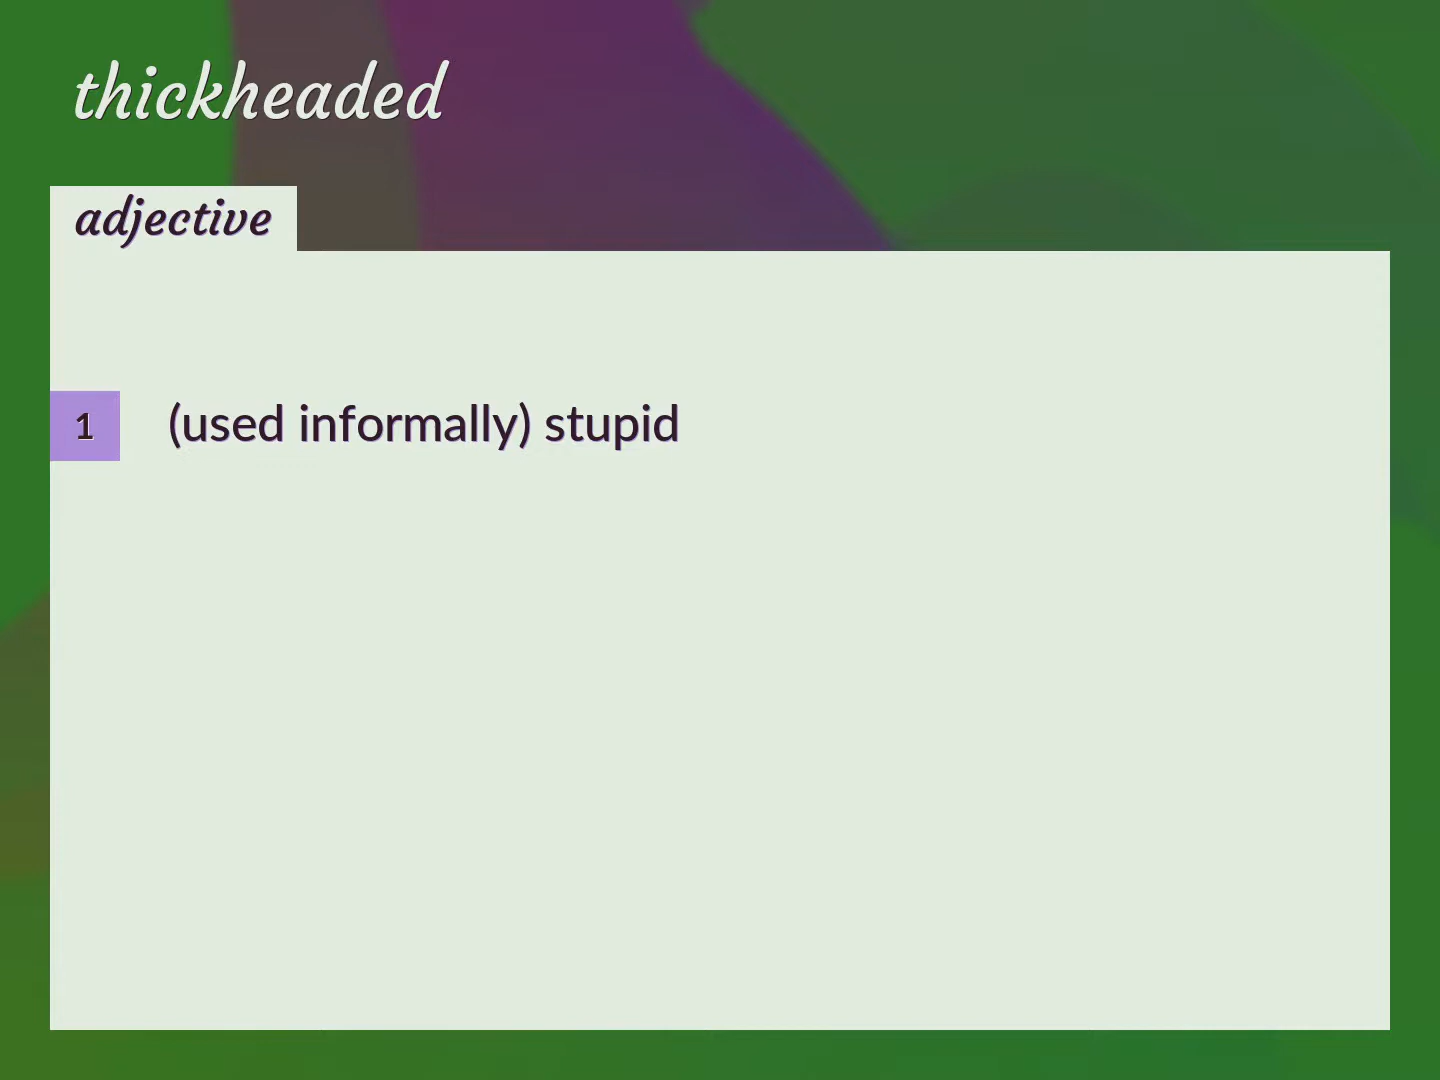 thickheaded
adjective
1 (used informally) stupid